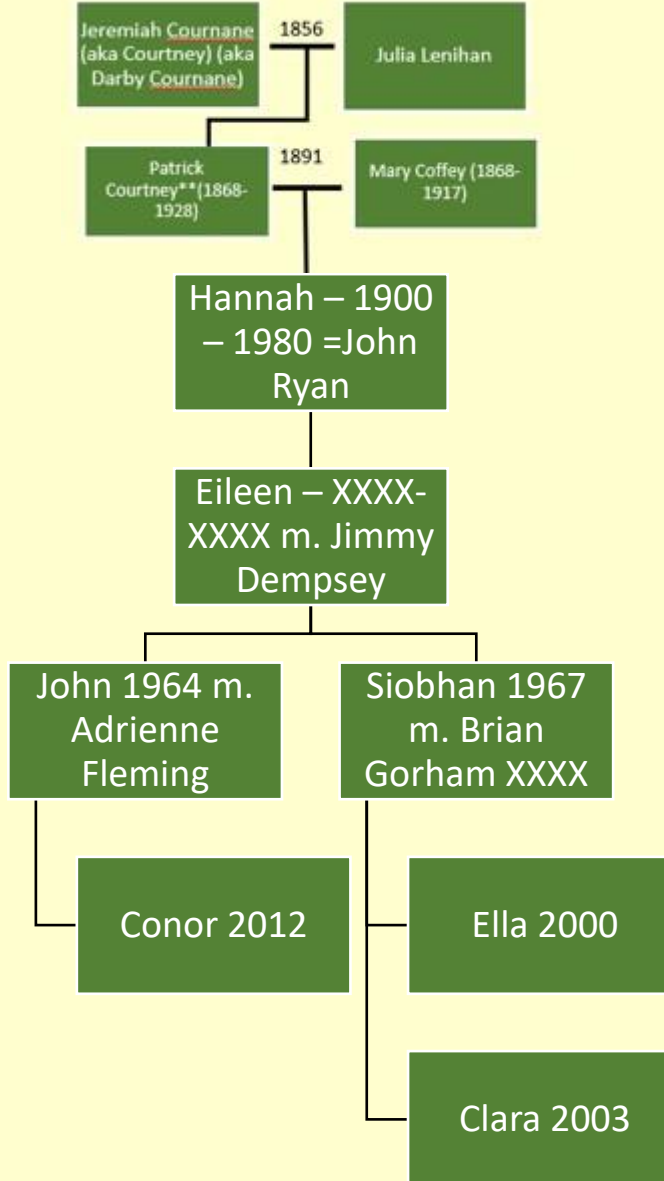 Jeremiah Cournane
(aka Courtney) (aka
Darby Cournane)
1856
Julia Lenihan
Patrick
Courtney**(1868-
1928)
1891
Mary Coffey (1868-
1917)
Hannah – 1900
– 1980 =John
Ryan
Eileen – XXXX-
XXXX m. Jimmy
Dempsey
John 1964 m.
Adrienne
Fleming
Siobhan 1967
m. Brian
Gorham XXXX
Conor 2012
Ella 2000
Clara 2003